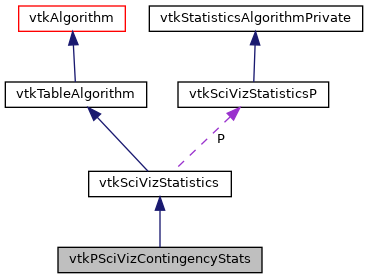 vtkAlgorithm
vtkStatisticsAlgorithmPrivate
vtkTableAlgorithm
vtkSciVizStatisticsP
P
vtkSciVizStatistics
vtkPSciVizContingencyStats